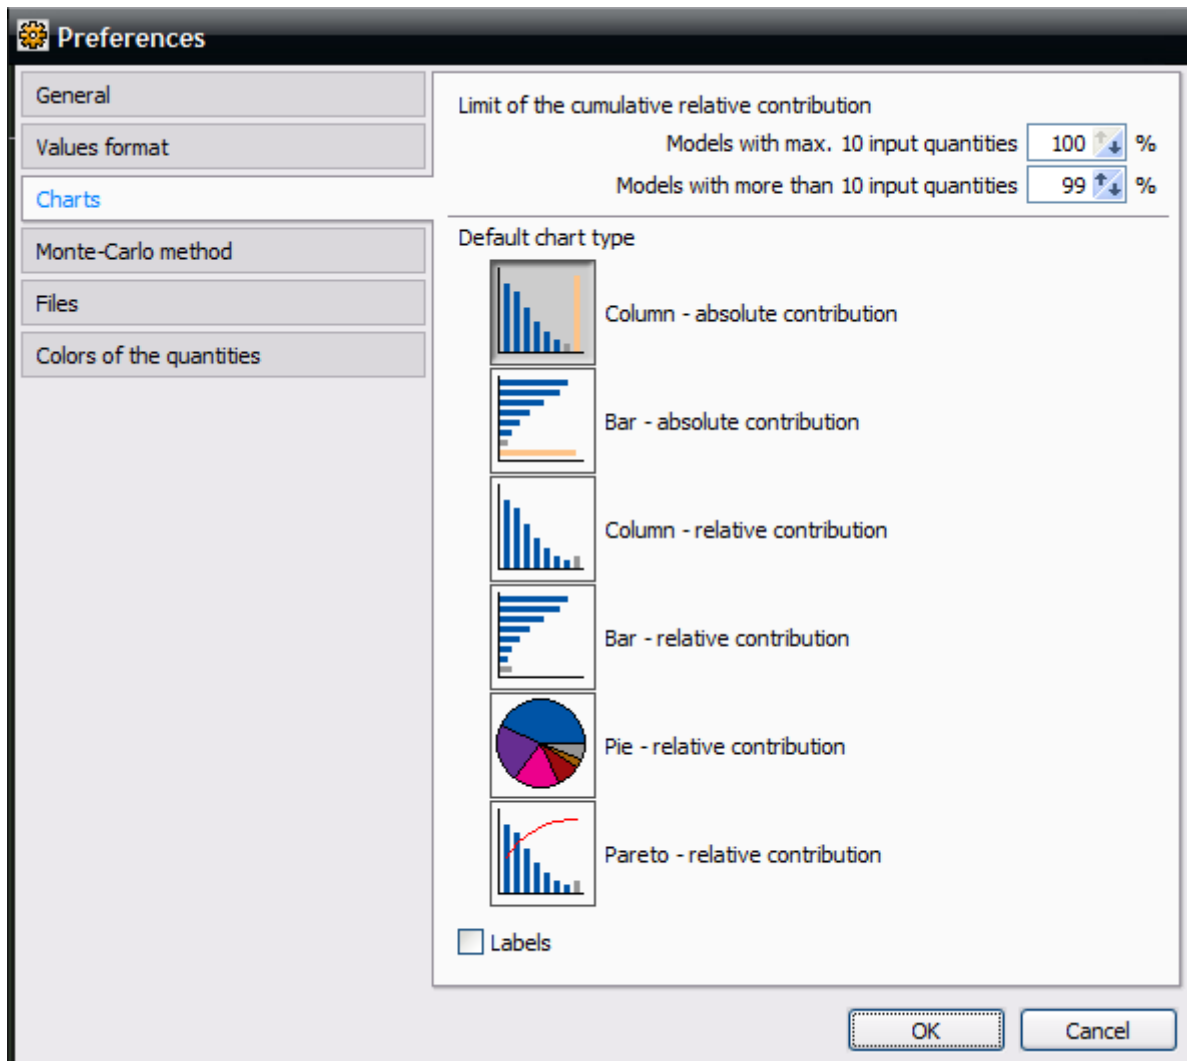 Preferences
General
Values format
Charts
Monte-Carlo method
Files
Colors of the quantities
Limit of the cumulative relative contribution
Models with max. 10 input quantities 100 %
Models with more than 10 input quantities 99 %
Default chart type
Column - absolute contribution
Bar - absolute contribution
Column - relative contribution
Bar - relative contribution
Pie - relative contribution
Pareto - relative contribution
Labels
OK Cancel